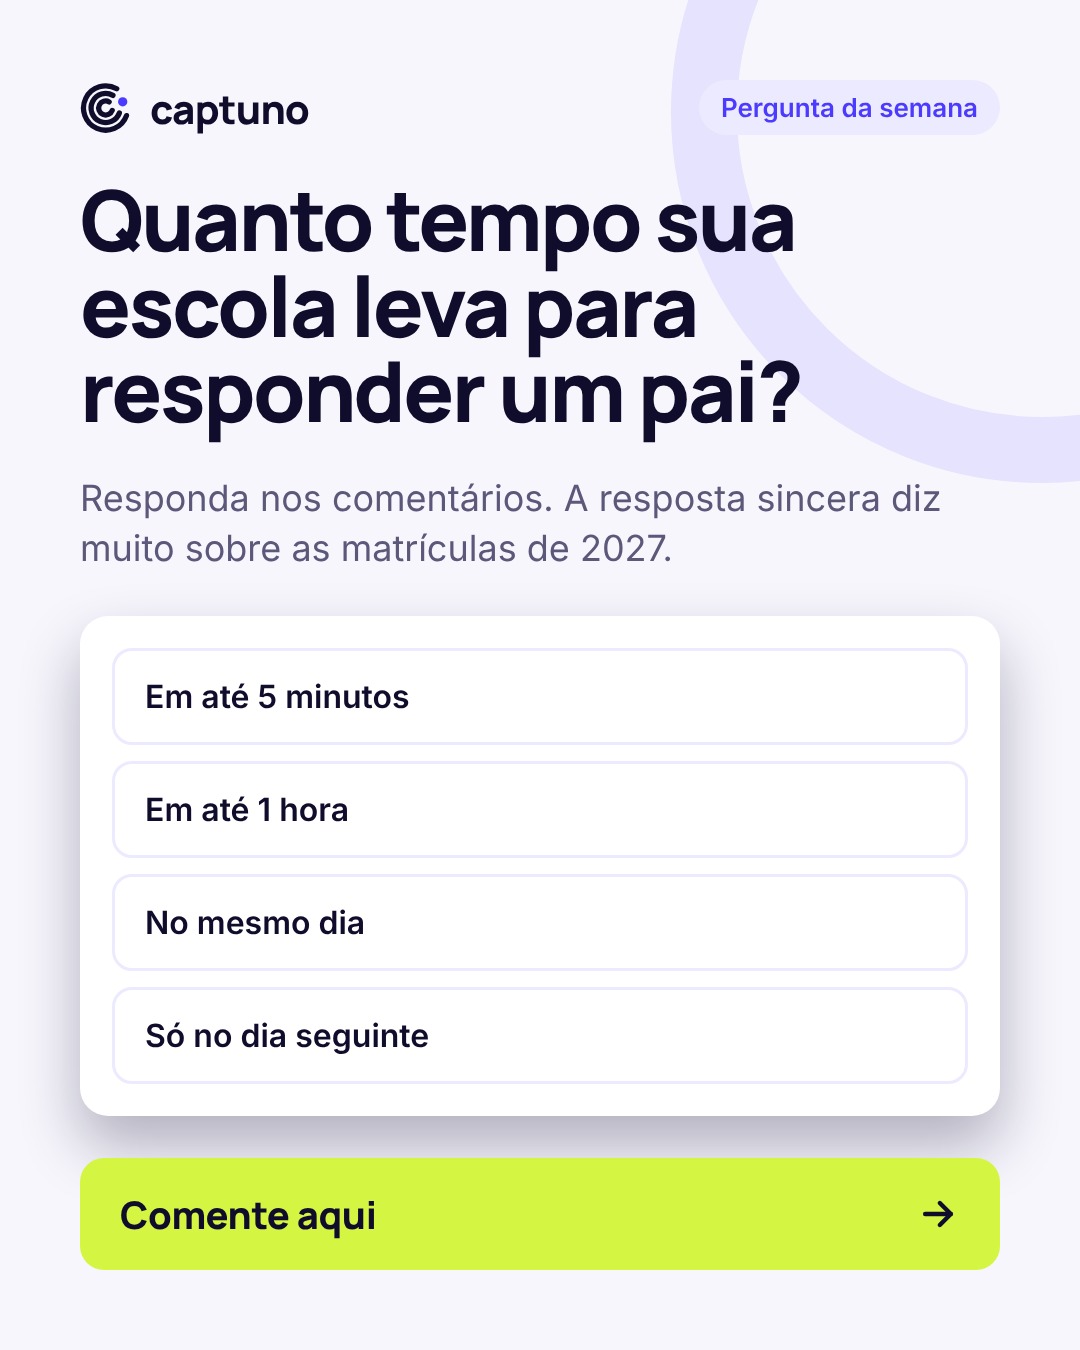 captuno
Pergunta da semana
Quanto tempo sua
escola leva para
responder um pai?
Responda nos comentários. A resposta sincera diz
muito sobre as matrículas de 2027.
Em até 5 minutos
Em até 1 hora
No mesmo dia
Só no dia seguinte
Comente aqui